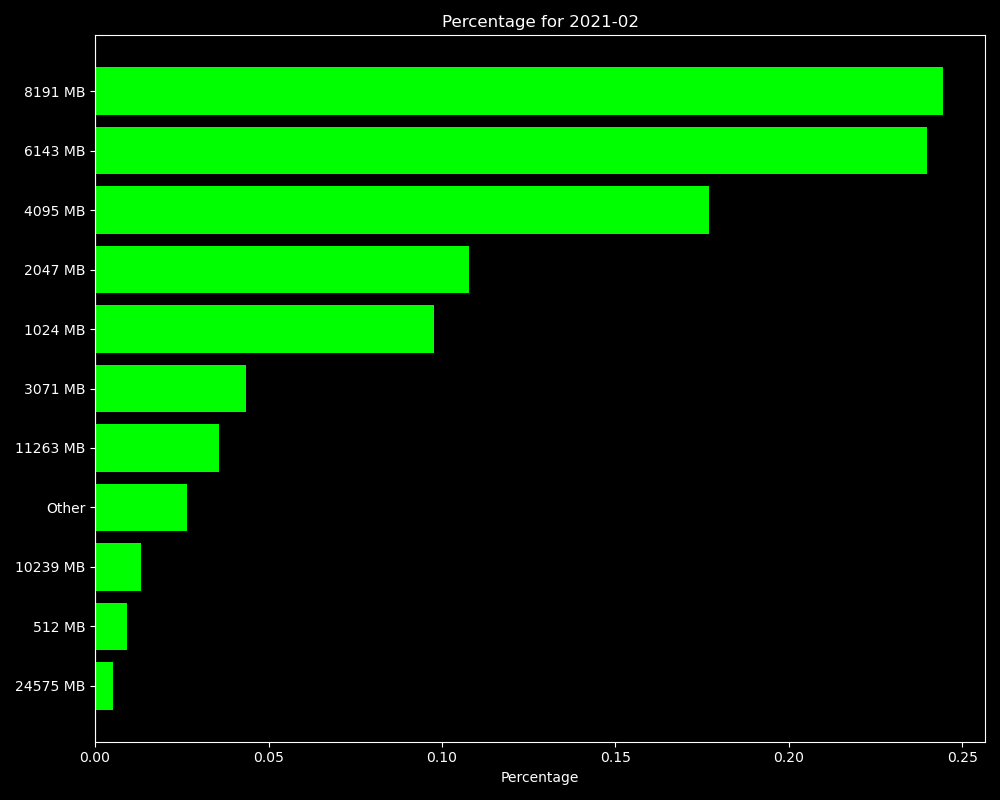 Percentage for 2021-02
8191 MB
6143 MB
4095 MB
2047 MB
1024 MB
3071 MB
11263 MB
Other
10239 MB
512 MB
24575 MB
0.00 0.05 0.10 0.15 0.20 0.25
Percentage